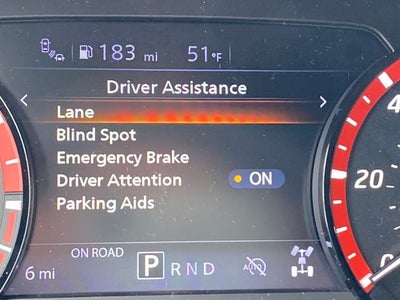 183 mi 51°F
Driver Assistance
Lane
Blind Spot
Emergency Brake
Driver Attention ON
Parking Aids
ON ROAD
6 mi P R N D AUTO
20